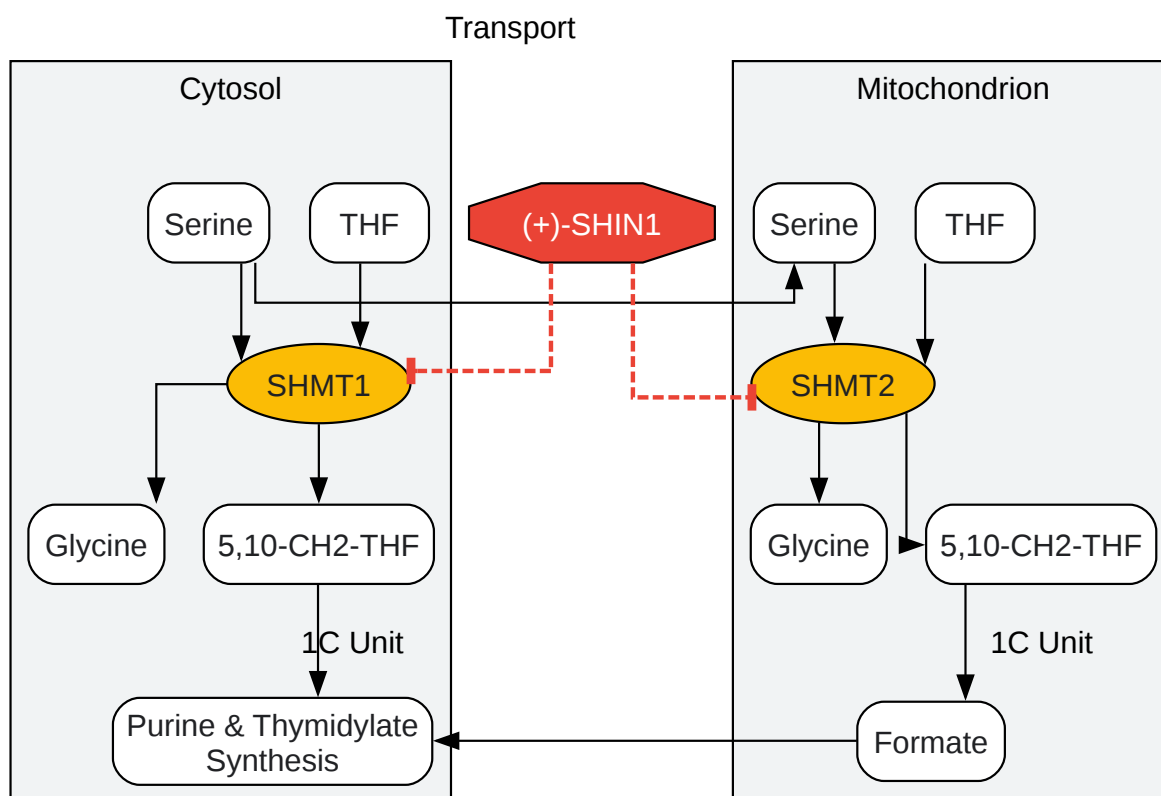 Transport
Cytosol
Mitochondrion
Serine
THF
(+)-SHIN1
Serine
THF
SHMT1
SHMT2
Glycine
5,10-CH2-THF
Glycine
5,10-CH2-THF
1C Unit
1C Unit
Purine & Thymidylate
Synthesis
Formate